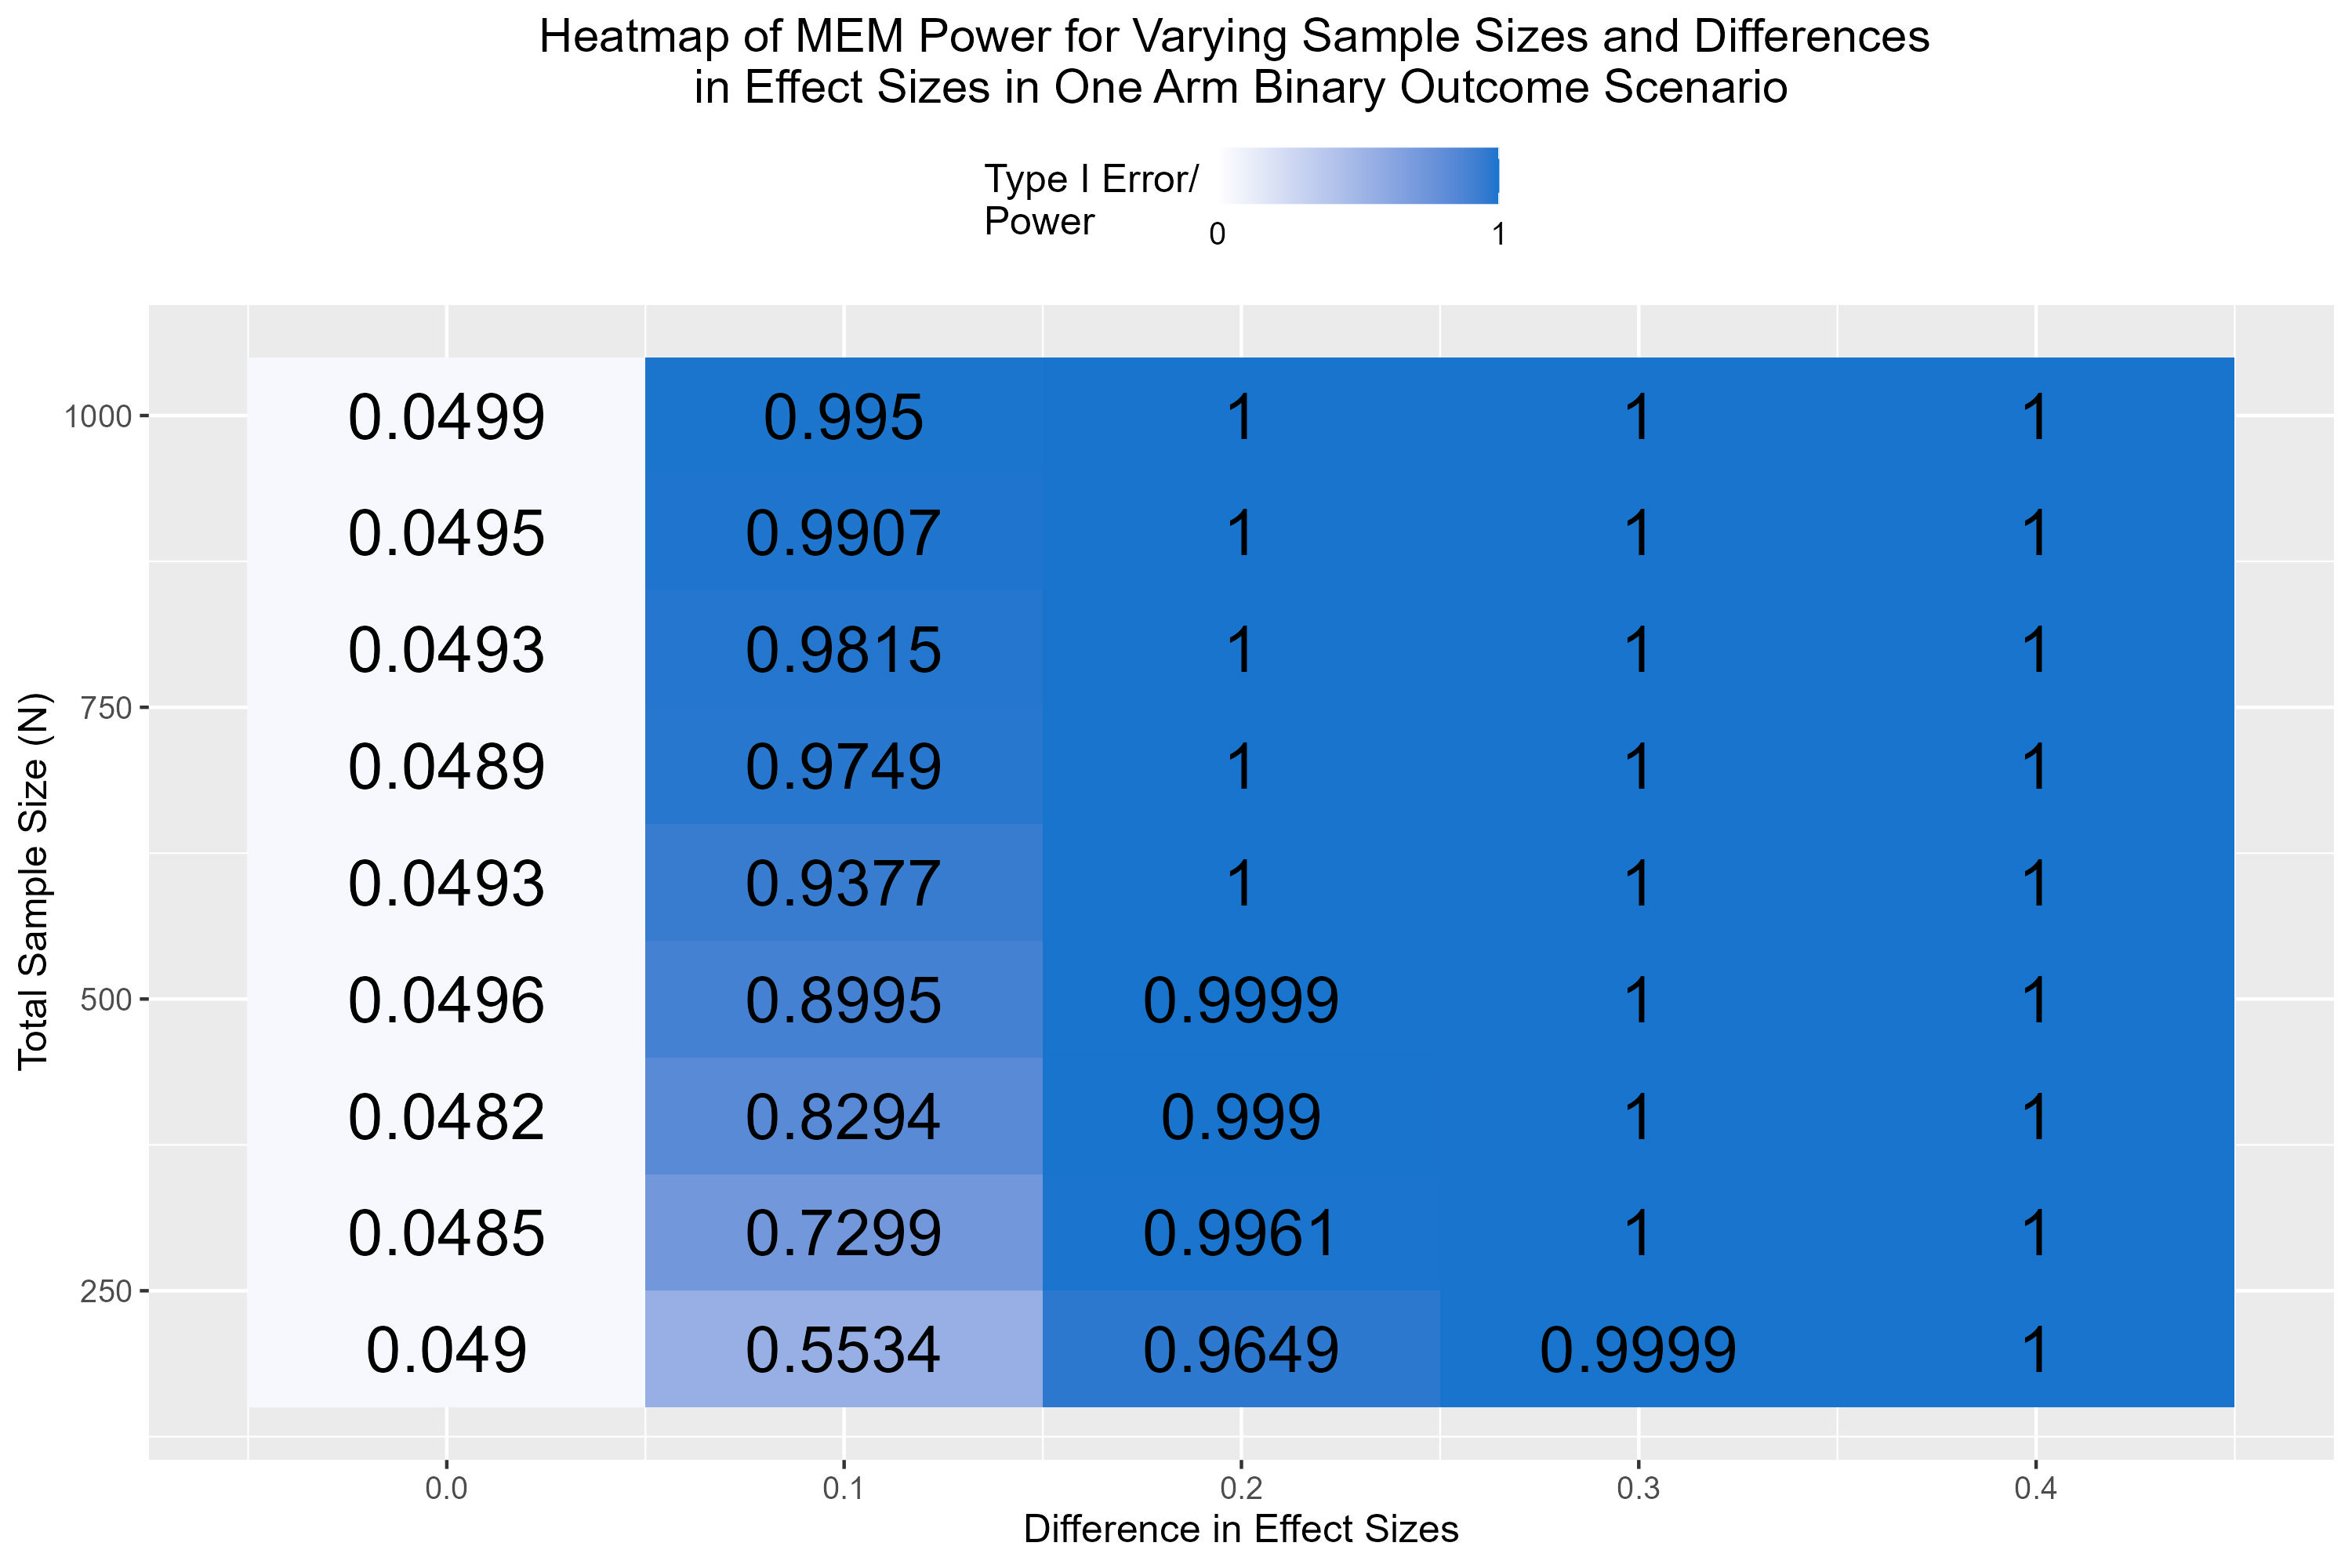 Heatmap of MEM Power for Varying Sample Sizes and Differences
in Effect Sizes in One Arm Binary Outcome Scenario
Type I Error/
Power
0 1
Total Sample Size (N)
1000
0.0499 0.995 1 1 1
0.0495 0.9907 1 1 1
0.0493 0.9815 1 1 1
750
0.0489 0.9749 1 1 1
0.0493 0.9377 1 1 1
500
0.0496 0.8995 0.9999 1 1
0.0482 0.8294 0.999 1 1
0.0485 0.7299 0.9961 1 1
250
0.049 0.5534 0.9649 0.9999 1
0.0 0.1 0.2 0.3 0.4
Difference in Effect Sizes